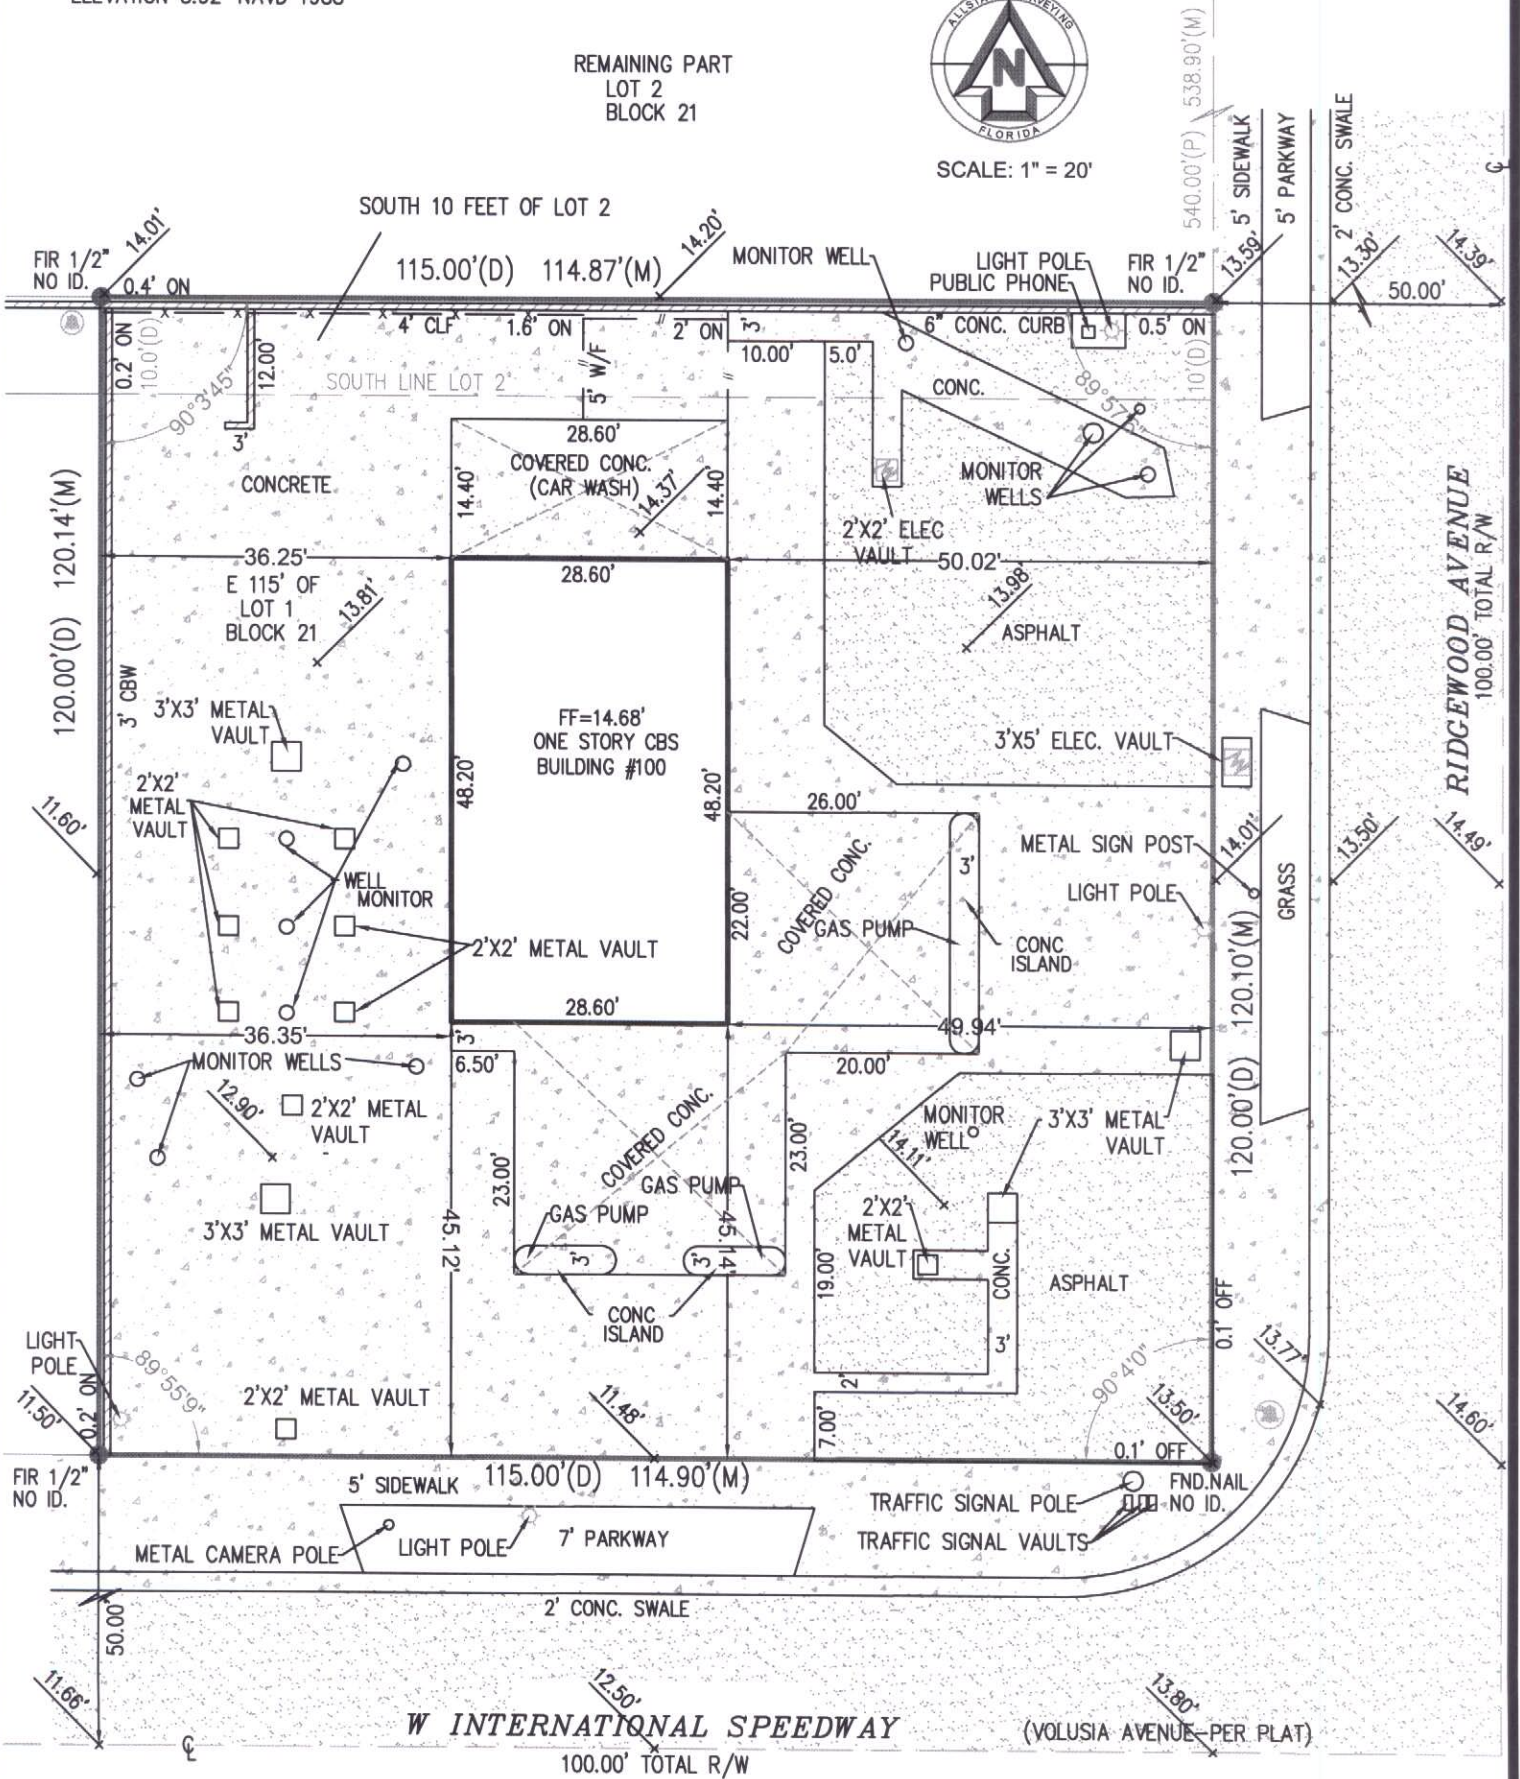 REMAINING PART
LOT 2
BLOCK 21
N
FLORIDA
SCALE: 1" = 20'
540.00'(P) 538.90'(M)
5' SIDEWALK
5' PARKWAY
2' CONC. SWALE
SOUTH 10 FEET OF LOT 2
14.01'
FIR 1/2"
NO ID.
0.4' ON
115.00'(D) 114.87'(M)
14.20'
MONITOR WELL
LIGHT POLE
PUBLIC PHONE
FIR 1/2"
NO ID.
13.59'
13.30'
14.39'
50.00'
0.2' ON
10.0'(D)
12.00'
4' CLF
1.6' ON
2' ON
3'
6" CONC. CURB
0.5' ON
10.00'
5.0'
5' W/F
10'(D)
90°3'45"
SOUTH LINE LOT 2
CONC.
3'
28.60'
COVERED CONC.
(CAR WASH)
14.40'
14.37'
14.40'
CONCRETE
MONITOR
WELLS
2'X2' ELEC
VAULT
36.25'
28.60'
50.02'
E 115' OF
LOT 1
BLOCK 21
13.81'
13.98'
ASPHALT
120.00'(D) 120.14'(M)
RIDGEWOOD AVENUE
100.00' TOTAL R/W
3' CBW
3'X3' METAL
VAULT
FF=14.68'
ONE STORY CBS
BUILDING #100
3'X5' ELEC. VAULT
48.20'
48.20'
2'X2'
METAL
VAULT
11.60'
26.00'
METAL SIGN POST
14.01'
13.50'
14.49'
3'
COVERED CONC.
LIGHT POLE
GRASS
WELL
MONITOR
22.00'
GAS PUMP
CONC
ISLAND
2'X2' METAL VAULT
28.60'
36.35'
49.94'
120.00'(D) 120.10'(M)
3'
6.50'
20.00'
MONITOR WELLS
12.90'
2'X2' METAL
VAULT
COVERED CONC.
MONITOR
WELL
3'X3' METAL
VAULT
14.11'
23.00'
23.00'
GAS PUMP
GAS PUMP
3'X3' METAL VAULT
2'X2'
METAL
VAULT
45.12'
45.14'
3'
3'
19.00'
CONC.
ASPHALT
CONC
ISLAND
3'
0.1' OFF
LIGHT
POLE
89°55'9"
13.77'
11.50'
0.2' ON
2'X2' METAL VAULT
11.48'
2'
90°4'0"
13.50'
14.60'
7.00'
0.1' OFF
FIR 1/2"
NO ID.
5' SIDEWALK
115.00'(D) 114.90'(M)
TRAFFIC SIGNAL POLE
FND.NAIL
NO ID.
METAL CAMERA POLE
LIGHT POLE
7' PARKWAY
TRAFFIC SIGNAL VAULTS
50.00'
2' CONC. SWALE
11.66'
12.50'
13.80'
W INTERNATIONAL SPEEDWAY
(VOLUSIA AVENUE-PER PLAT)
100.00' TOTAL R/W